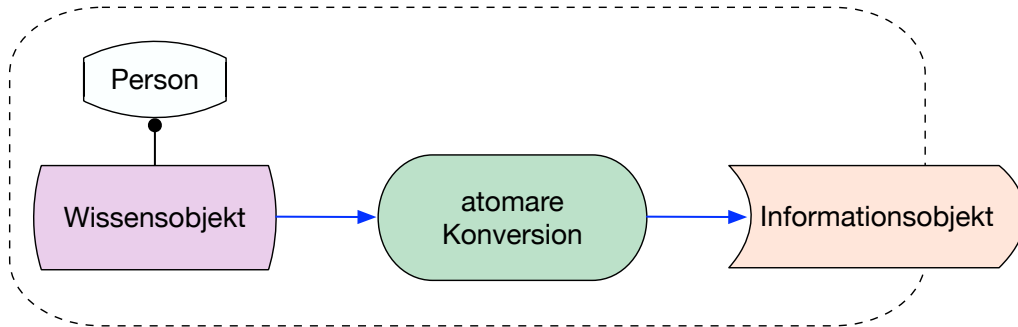 Person
Wissensobjekt
atomare
Konversion
Informationsobjekt